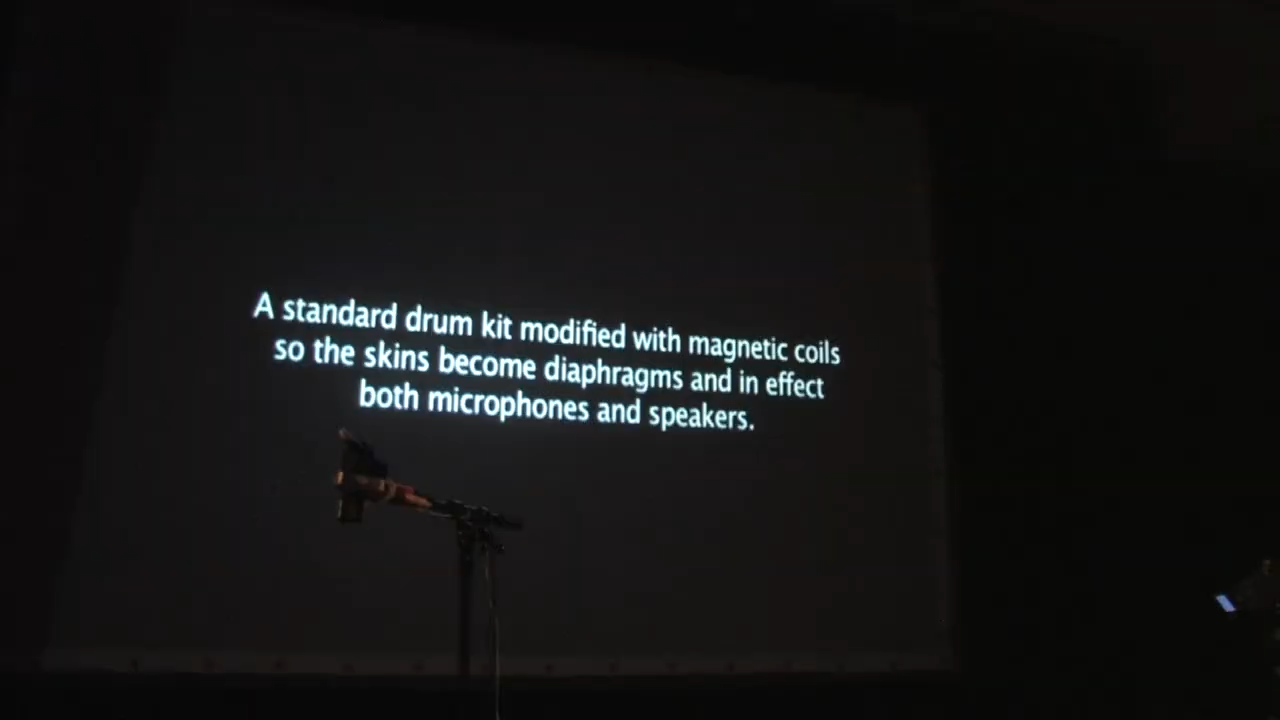 A standard drum kit modified with magnetic coils
so the skins become diaphragms and in effect
both microphones and speakers.